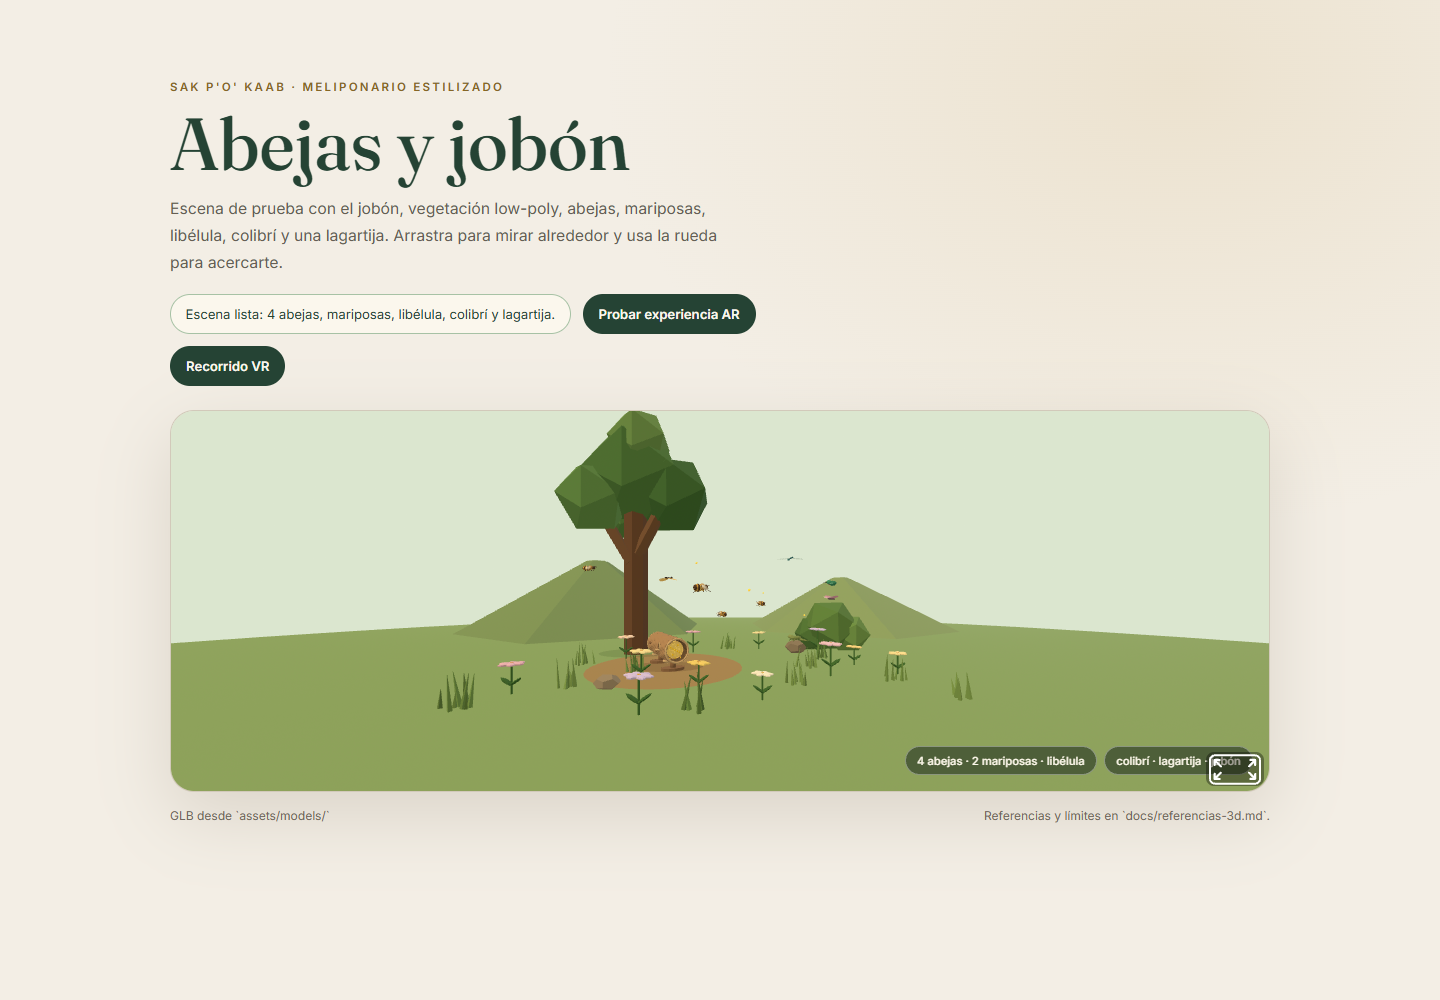 SAK P'O' KAAB · MELIPONARIO ESTILIZADO
Abejas y jobón
Escena de prueba con el jobón, vegetación low-poly, abejas, mariposas,
libélula, colibrí y una lagartija. Arrastra para mirar alrededor y usa la rueda
para acercarte.
Escena lista: 4 abejas, mariposas, libélula, colibrí y lagartija.
Probar experiencia AR
Recorrido VR
4 abejas · 2 mariposas · libélula
colibrí · lagartija · jobón
GLB desde `assets/models/`
Referencias y límites en `docs/referencias-3d.md`.